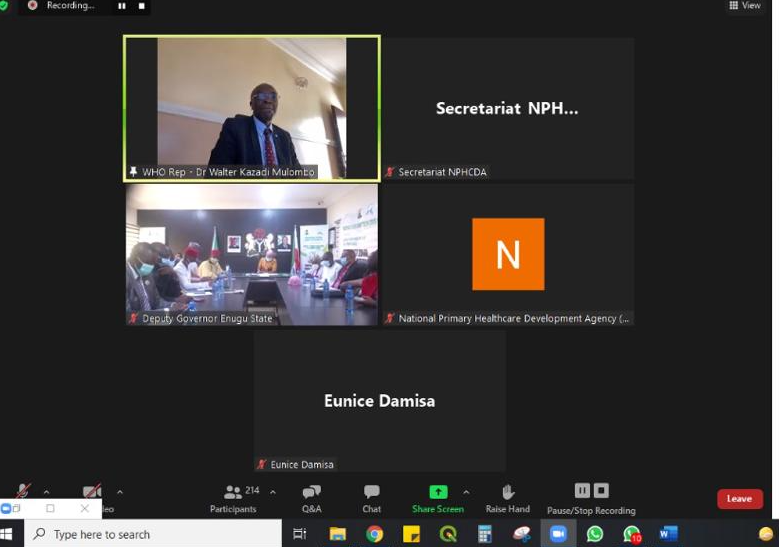 Recording...
View
WHO Rep - Dr Walter Kazadi Mulombo
Secretariat NPH...
Secretariat NPHCDA
Deputy Governor Enugu State
N
National Primary Healthcare Development Agency (...
Eunice Damisa
Eunice Damisa
214
Participants
Q&A
Chat
Share Screen
Raise Hand
Pause/Stop Recording
Leave
Type here to search
10
W